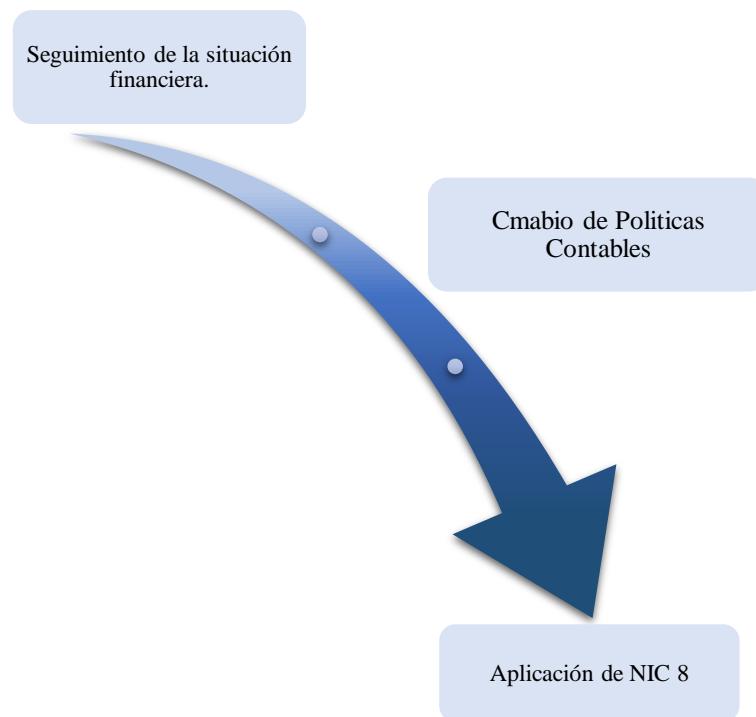 Seguimiento de la situación
financiera.
Cmabio de Politicas
Contables
Aplicación de NIC 8